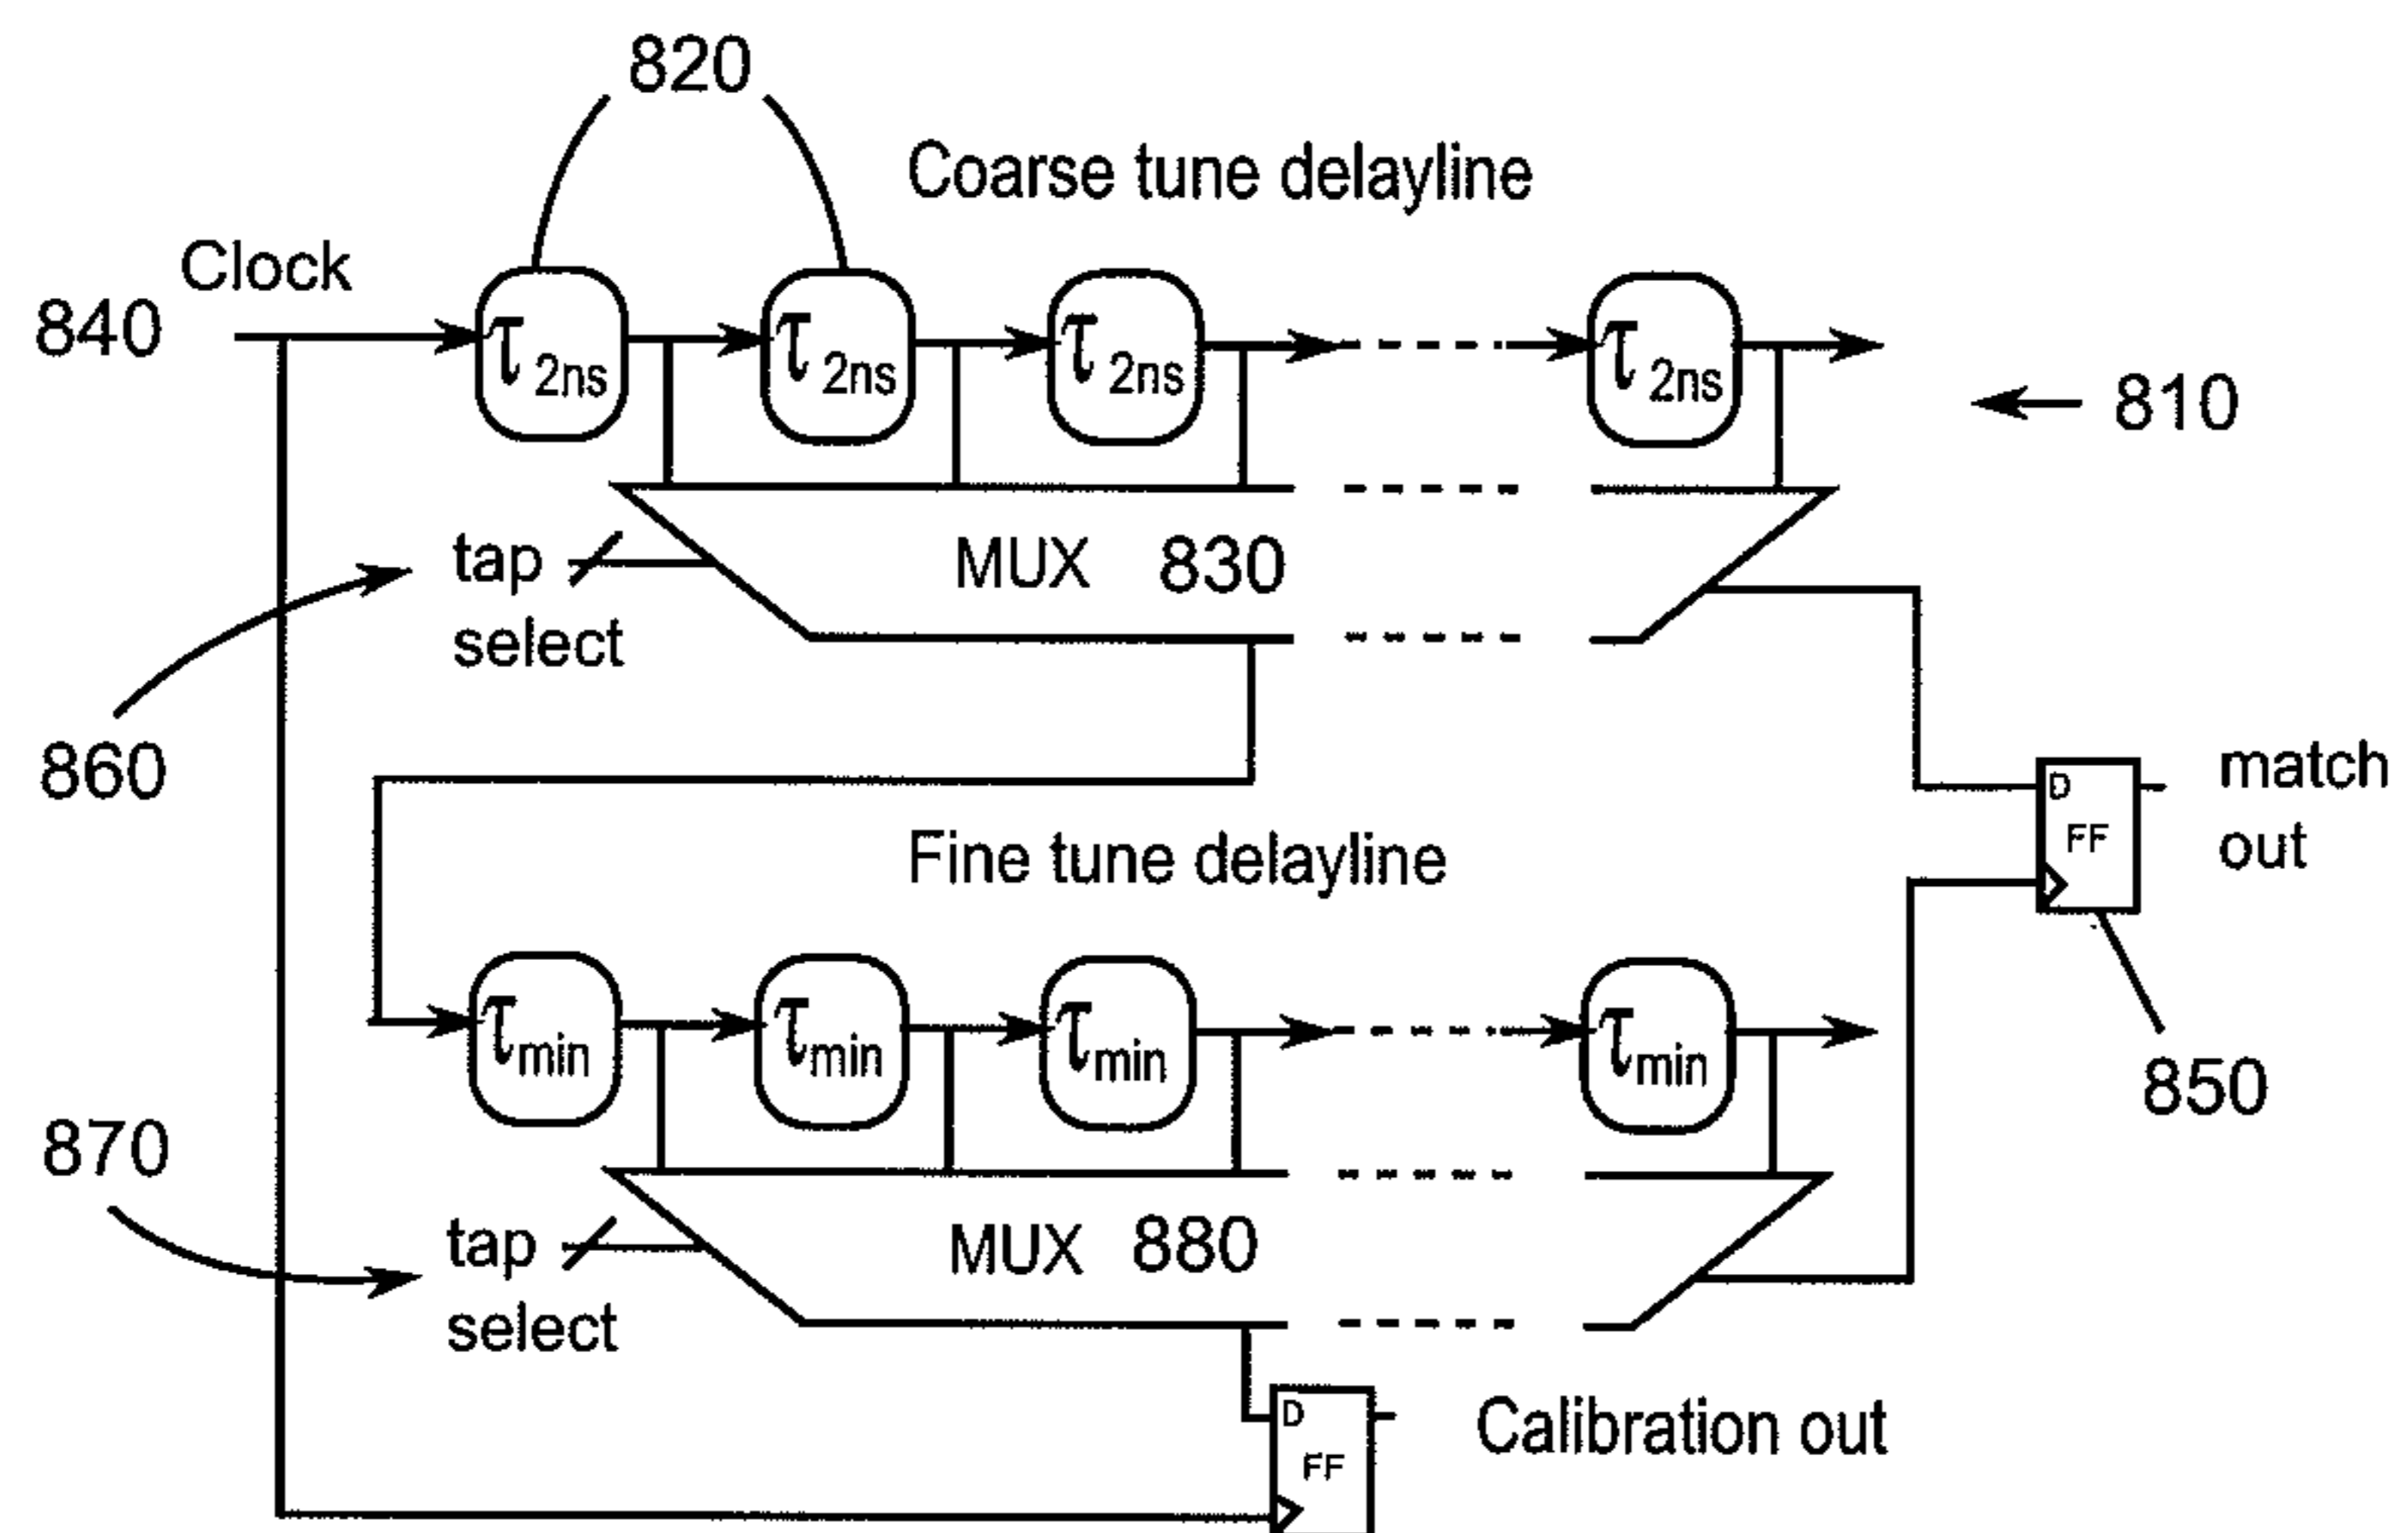 820
Coarse tune delayline
Clock
840
τ2ns
τ2ns
τ2ns
τ2ns
810
tap
select
MUX 830
860
match
out
D
FF
850
Fine tune delayline
τmin
τmin
τmin
τmin
870
tap
select
MUX 880
D
FF
Calibration out